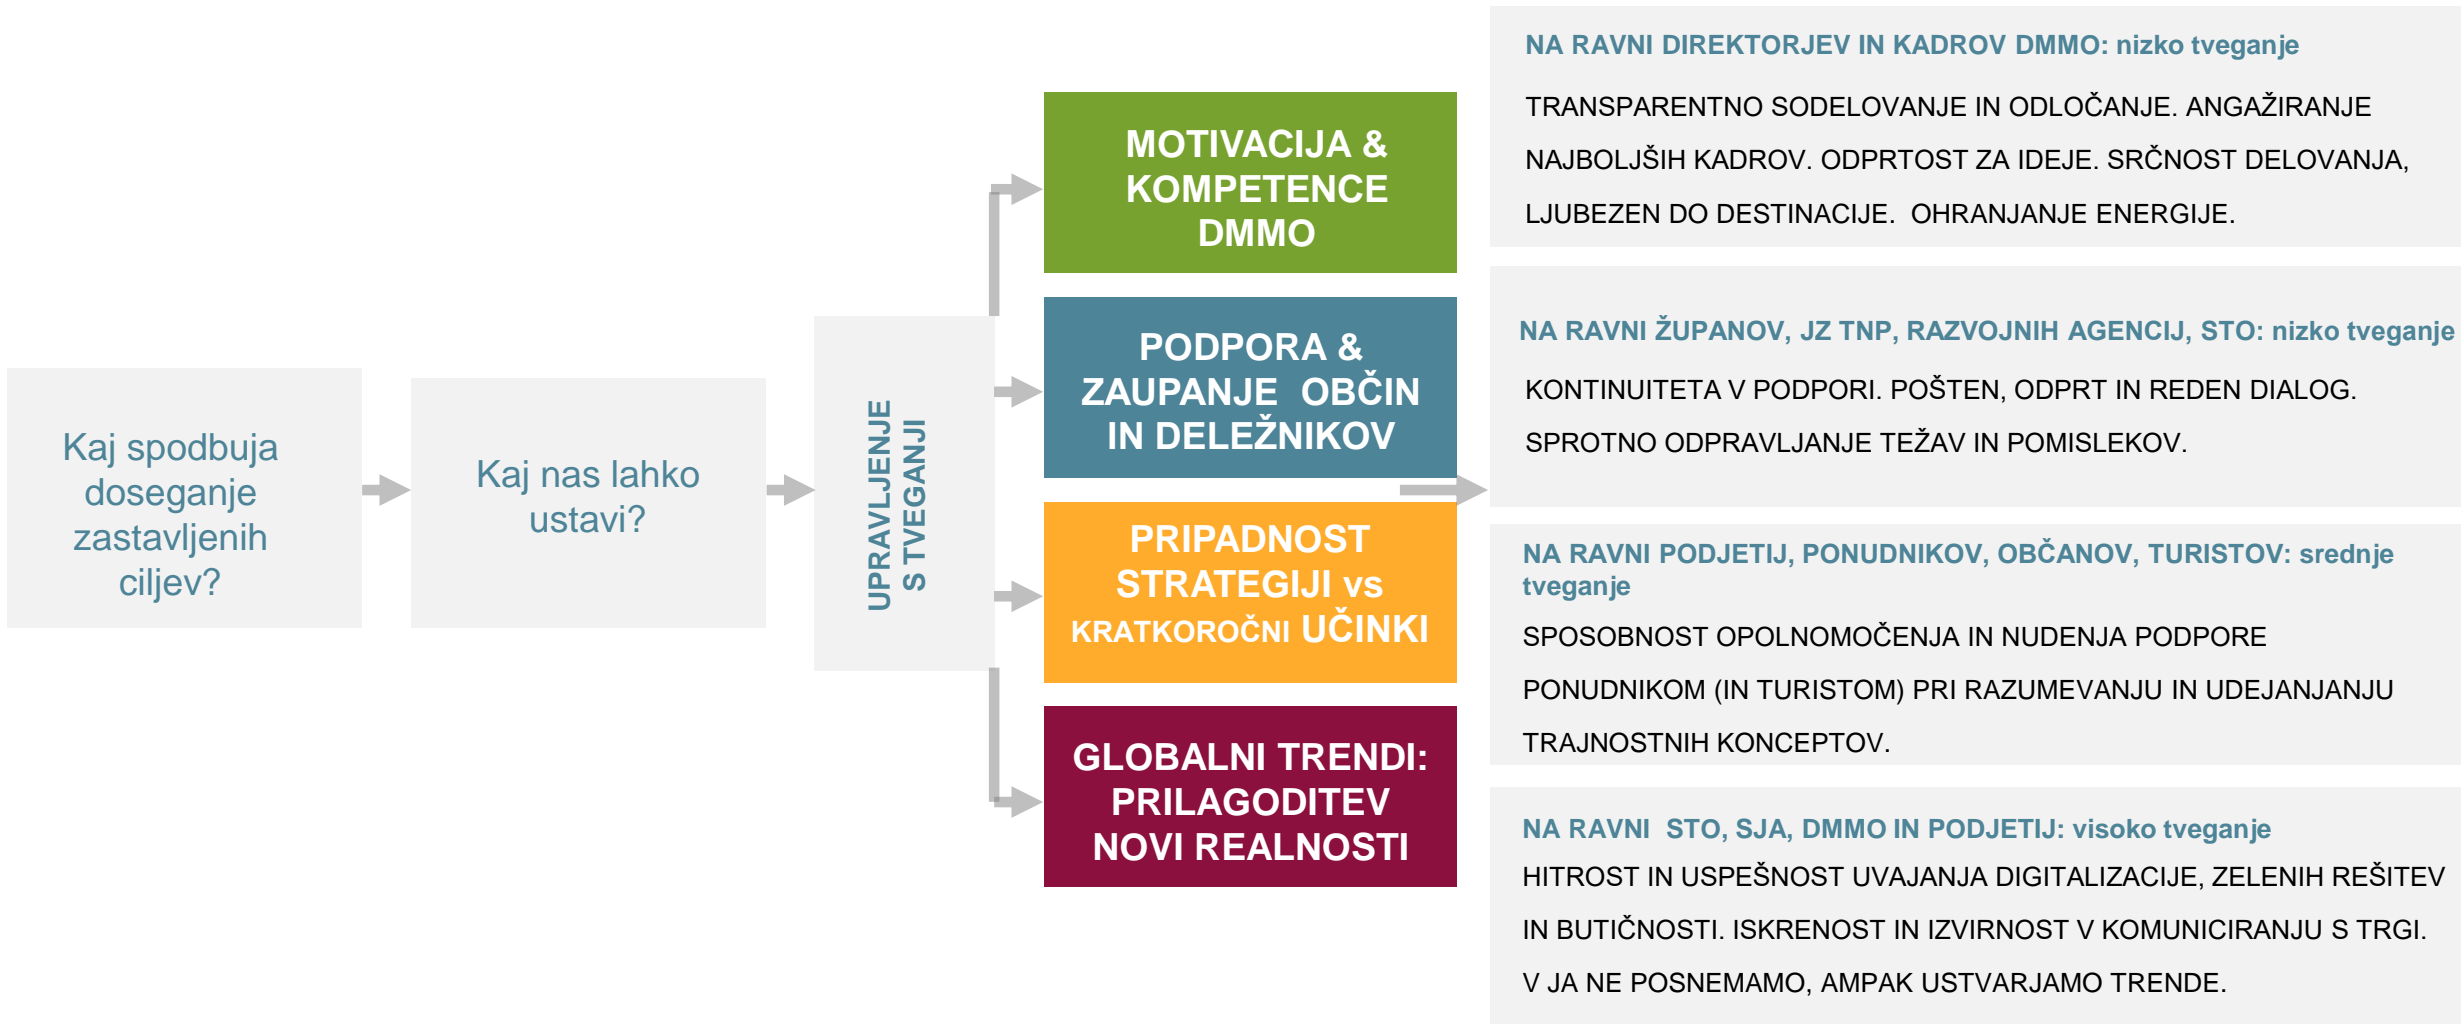 Kaj spodbuja
doseganje
zastavljenih
ciljev?
Kaj nas lahko
ustavi?
UPRAVLJENJE
S TVEGANJI
MOTIVACIJA &
KOMPETENCE
DMMO
PODPORA &
ZAUPANJE OBČIN
IN DELEŽNIKOV
PRIPADNOST
STRATEGIJI vs
KRATKOROČNI UČINKI
GLOBALNI TRENDI:
PRILAGODITEV
NOVI REALNOSTI
NA RAVNI DIREKTORJEV IN KADROV DMMO: nizko tveganje
TRANSPARENTNO SODELOVANJE IN ODLOČANJE. ANGAŽIRANJE
NAJBOLJŠIH KADROV. ODPRTOST ZA IDEJE. SRČNOST DELOVANJA,
LJUBEZEN DO DESTINACIJE. OHRANJANJE ENERGIJE.
NA RAVNI ŽUPANOV, JZ TNP, RAZVOJNIH AGENCIJ, STO: nizko tveganje
KONTINUITETA V PODPORI. POŠTEN, ODPRT IN REDEN DIALOG.
SPROTNO ODPRAVLJANJE TEŽAV IN POMISLEKOV.
NA RAVNI PODJETIJ, PONUDNIKOV, OBČANOV, TURISTOV: srednje
tveganje
SPOSOBNOST OPOLNOMOČENJA IN NUDENJA PODPORE
PONUDNIKOM (IN TURISTOM) PRI RAZUMEVANJU IN UDEJANJANJU
TRAJNOSTNIH KONCEPTOV.
NA RAVNI STO, SJA, DMMO IN PODJETIJ: visoko tveganje
HITROST IN USPEŠNOST UVAJANJA DIGITALIZACIJE, ZELENIH REŠITEV
IN BUTIČNOSTI. ISKRENOST IN IZVIRNOST V KOMUNICIRANJU S TRGI.
V JA NE POSNEMAMO, AMPAK USTVARJAMO TRENDE.